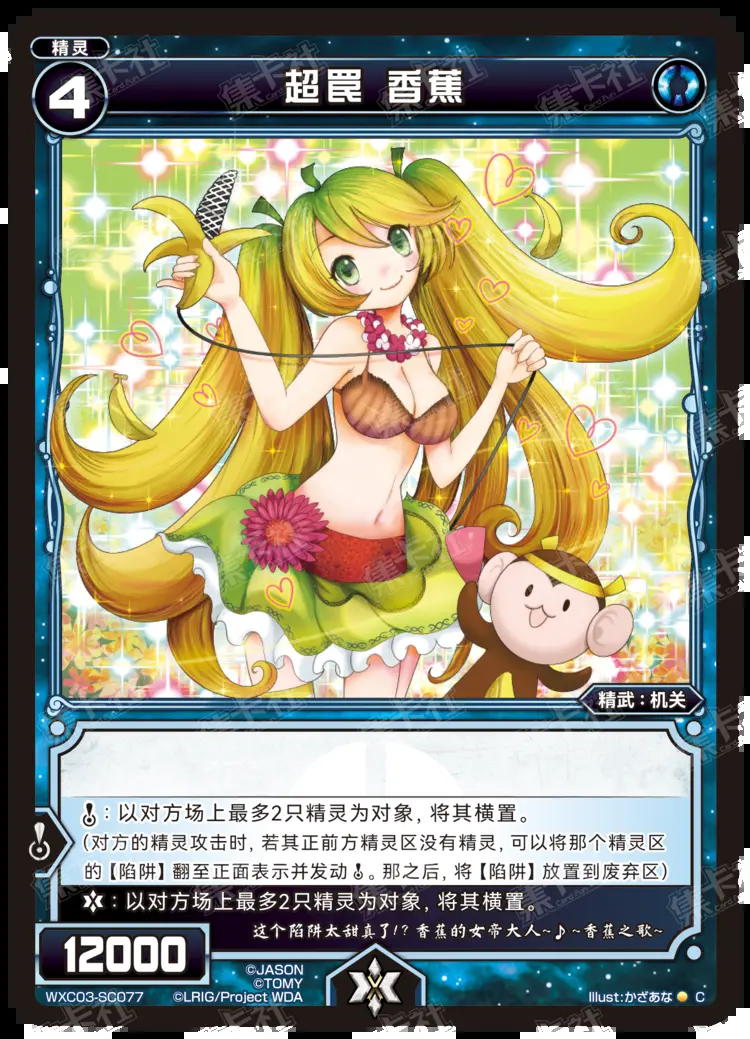 精灵
4
超罠 香蕉
精武：机关
：以对方场上最多2只精灵为对象，将其横置。
（对方的精灵攻击时，若其正前方精灵区没有精灵，可以将那个精灵区
的【陷阱】翻至正面表示并发动。那之后，将【陷阱】放置到废弃区）
：以对方场上最多2只精灵为对象，将其横置。
这个陷阱太甜真了!? 香蕉的女帝大人~♪ ~香蕉之歌~
12000
©JASON
©TOMY
WXC03-SC077 ©LRIG/Project WDA Illust:かざあな C
集卡社